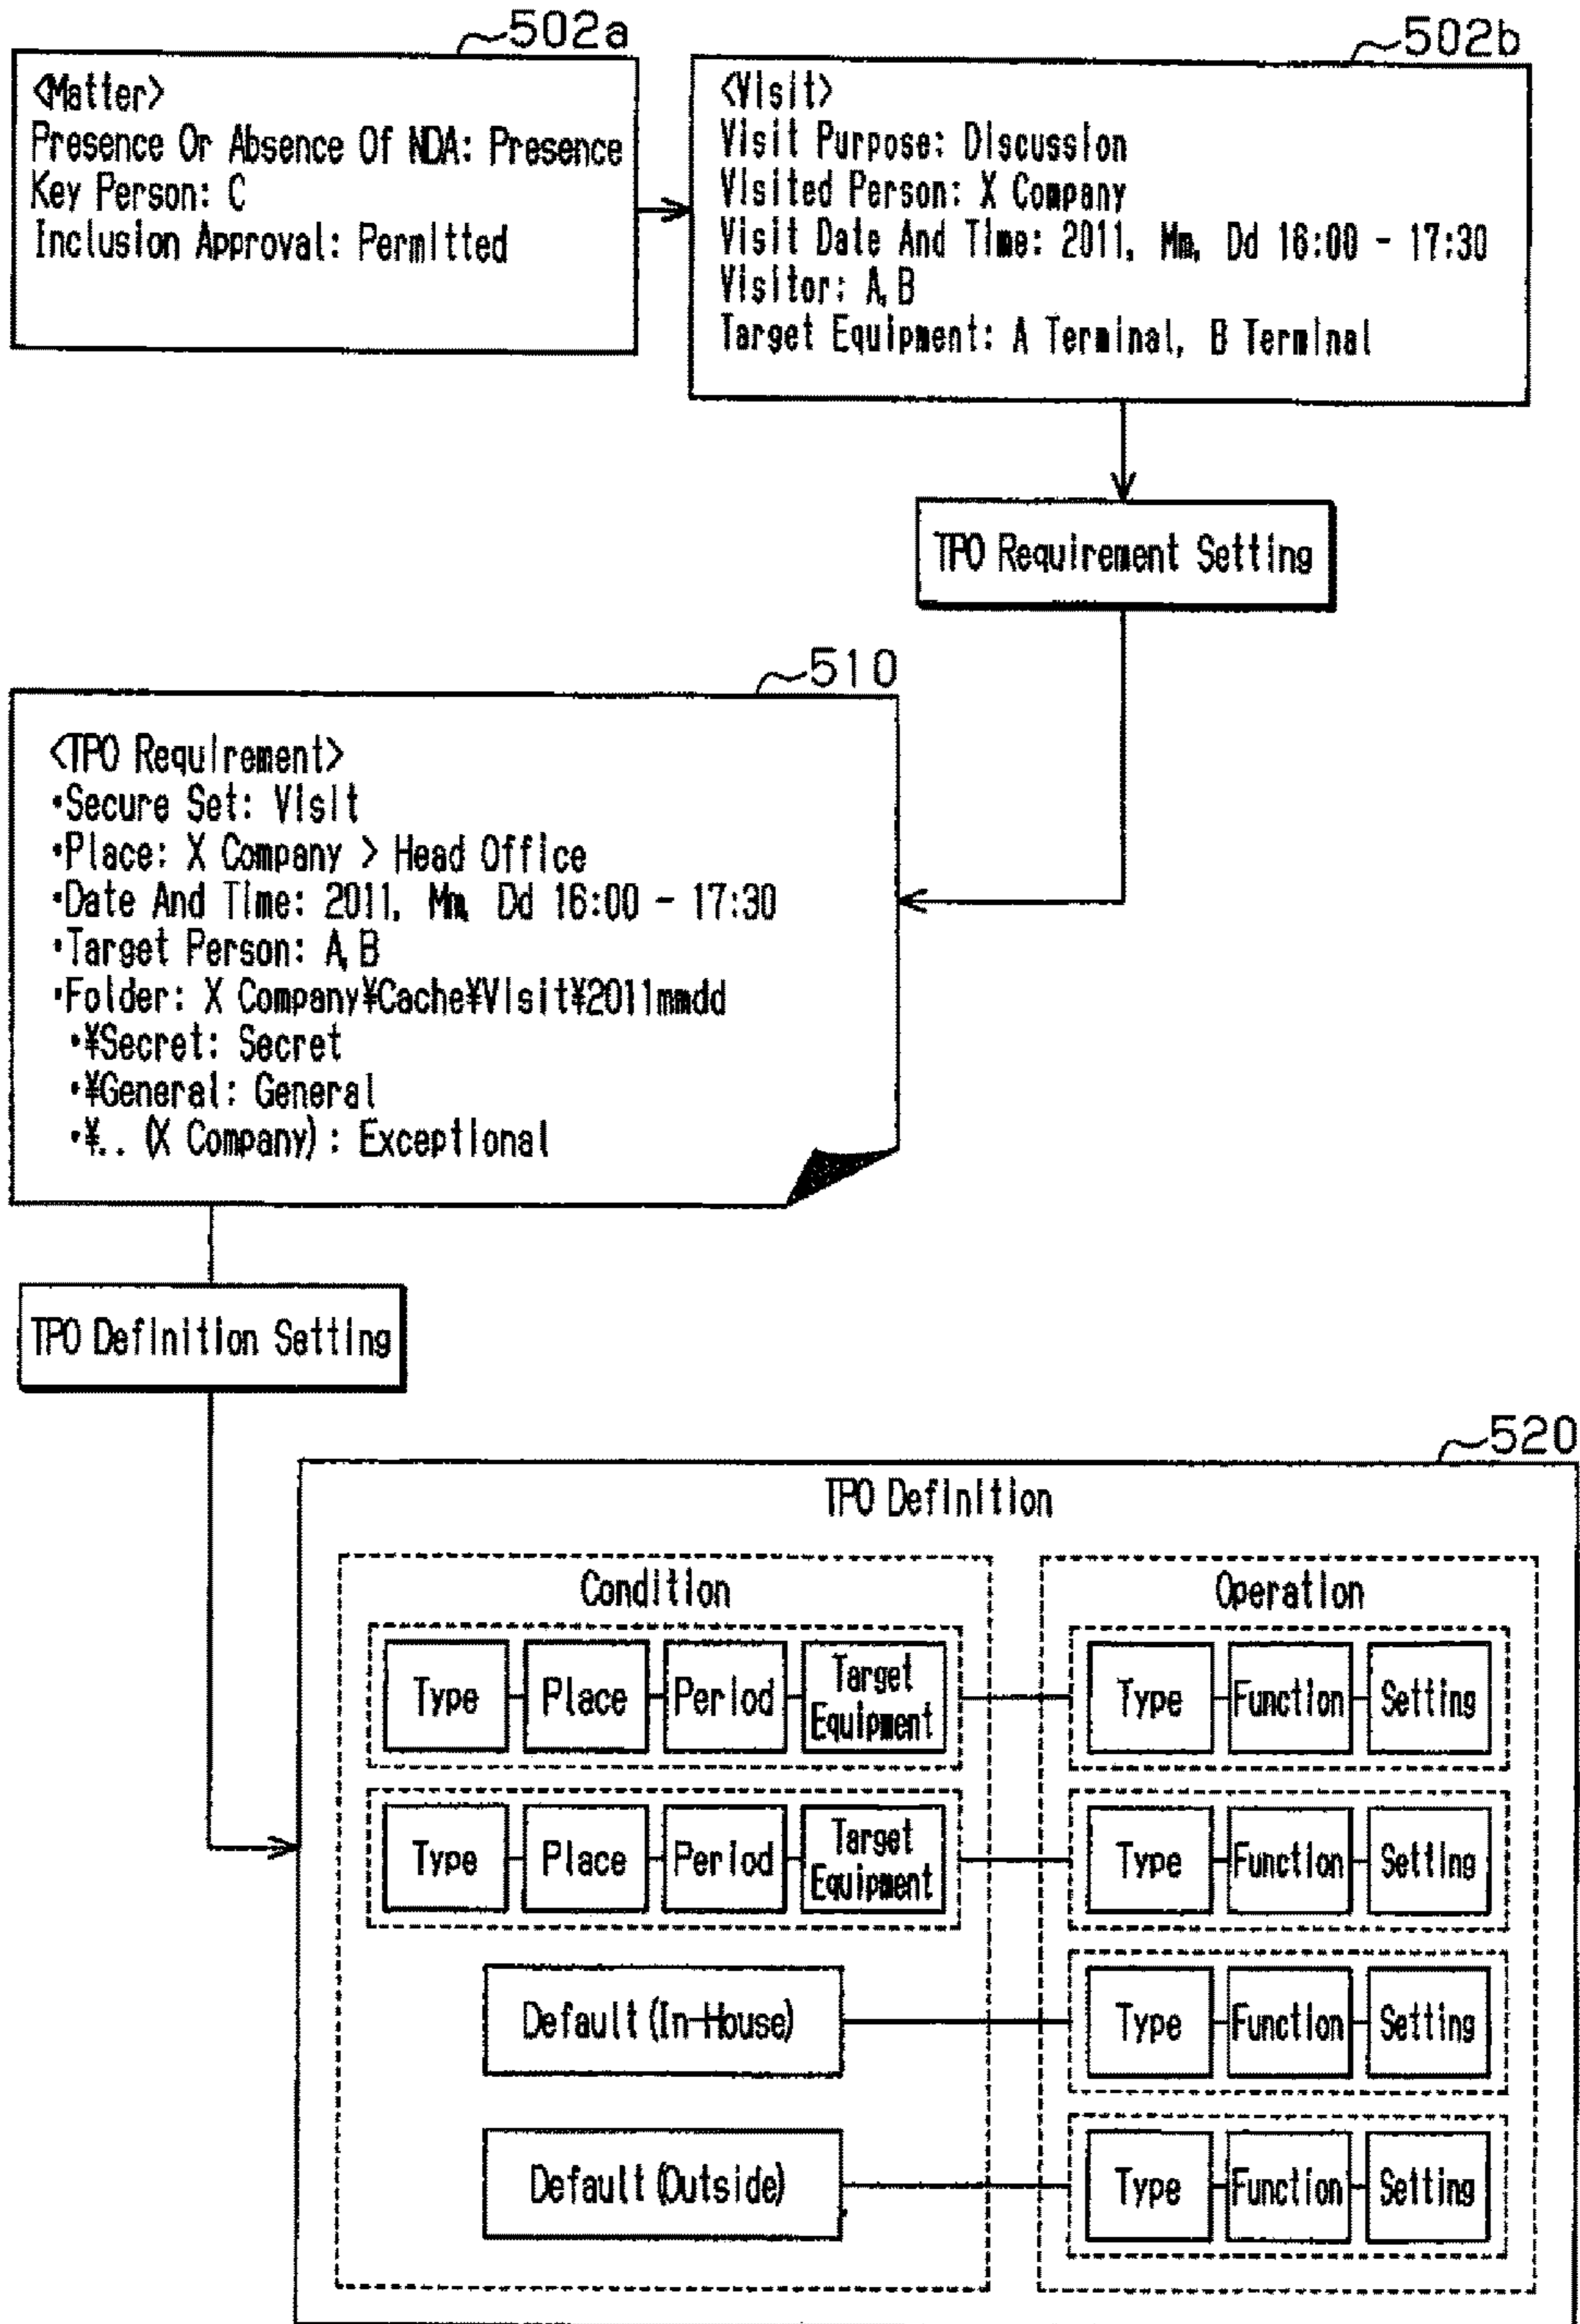 502a
<Matter>
Presence Or Absence Of NDA: Presence
Key Person: C
Inclusion Approval: Permitted
502b
<Visit>
Visit Purpose: Discussion
Visited Person: X Company
Visit Date And Time: 2011, Mm, Dd 16:00 - 17:30
Visitor: A, B
Target Equipment: A Terminal, B Terminal
TPO Requirement Setting
510
<TPO Requirement>
・Secure Set: Visit
・Place: X Company > Head Office
・Date And Time: 2011, Mm, Dd 16:00 - 17:30
・Target Person: A, B
・Folder: X Company¥Cache¥Visit¥2011mmdd
・¥Secret: Secret
・¥General: General
・¥.. (X Company): Exceptional
TPO Definition Setting
520
TPO Definition
Condition
Operation
Type Place Period Target Equipment Type Function Setting
Type Place Period Target Equipment Type Function Setting
Default (In-House) Type Function Setting
Default (Outside) Type Function Setting